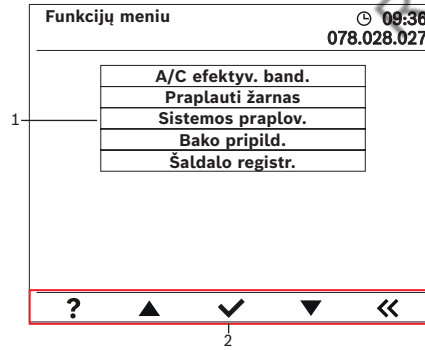 Funkcijų meniu
09:36
078.028.027
A/C efektyv. band.
Praplauti žarnas
1
Sistemos praplov.
Bako pripild.
Šaldalo registr.
?
2